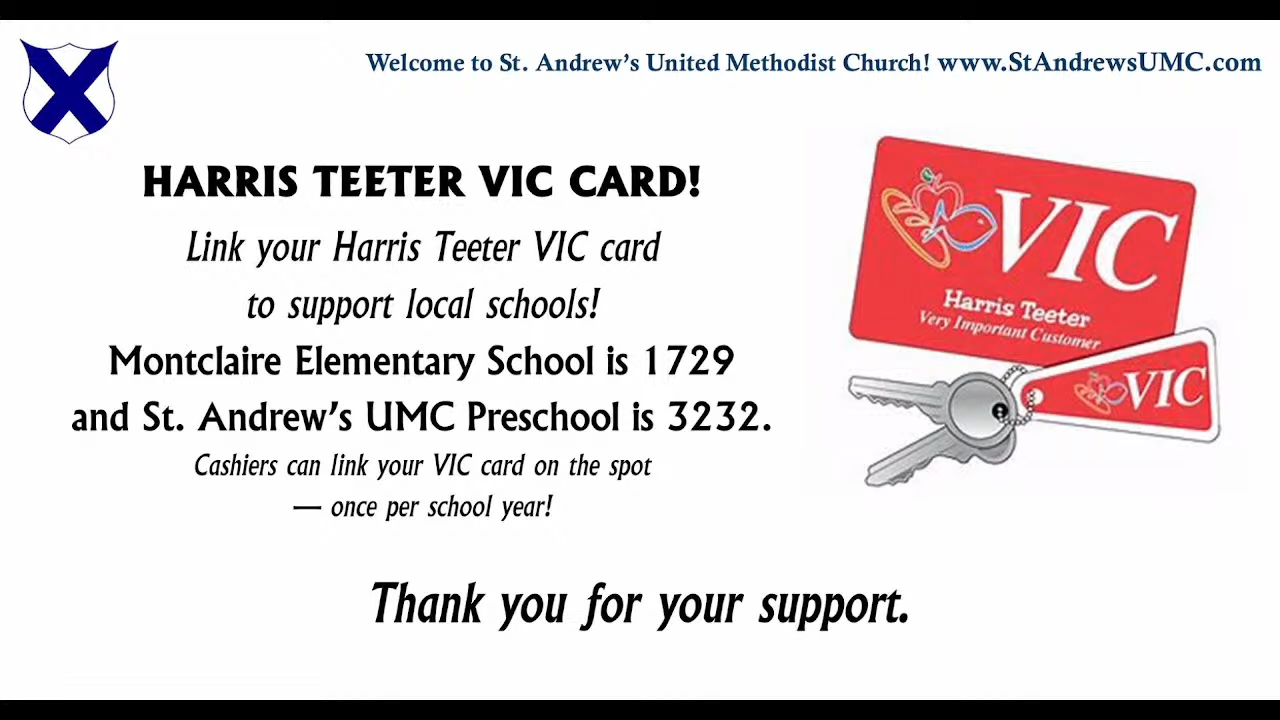 Welcome to St. Andrew's United Methodist Church! www.StAndrewsUMC.com
HARRIS TEETER VIC CARD!
Link your Harris Teeter VIC card
to support local schools!
Montclaire Elementary School is 1729
and St. Andrew's UMC Preschool is 3232.
Cashiers can link your VIC card on the spot
— once per school year!
Thank you for your support.
VIC
Harris Teeter
Very Important Customer
VIC